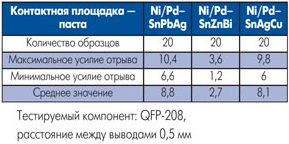 Контактная площадка – паста Ni/Pd– SnPbAg Ni/Pd– SnZnBi Ni/Pd– SnAgCu
Количество образцов 20 20 20
Максимальное усилие отрыва 10,4 3,6 9,8
Минимальное усилие отрыва 6,6 1,2 6
Среднее значение 8,8 2,7 8,1
Тестируемый компонент: QFP-208,
расстояние между выводами 0,5 мм